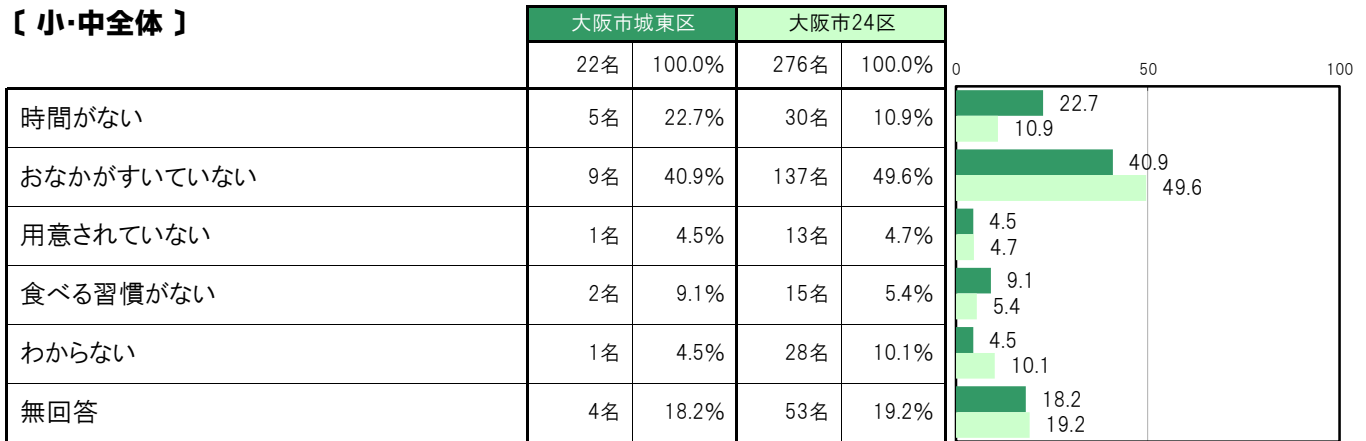 〔 小・中全体 〕
大阪市城東区 大阪市24区
22名 100.0% 276名 100.0%
0 50 100
時間がない 5名 22.7% 30名 10.9%
22.7
10.9
おなかがすいていない 9名 40.9% 137名 49.6%
40.9
49.6
用意されていない 1名 4.5% 13名 4.7%
4.5
4.7
食べる習慣がない 2名 9.1% 15名 5.4%
9.1
5.4
わからない 1名 4.5% 28名 10.1%
4.5
10.1
無回答 4名 18.2% 53名 19.2%
18.2
19.2